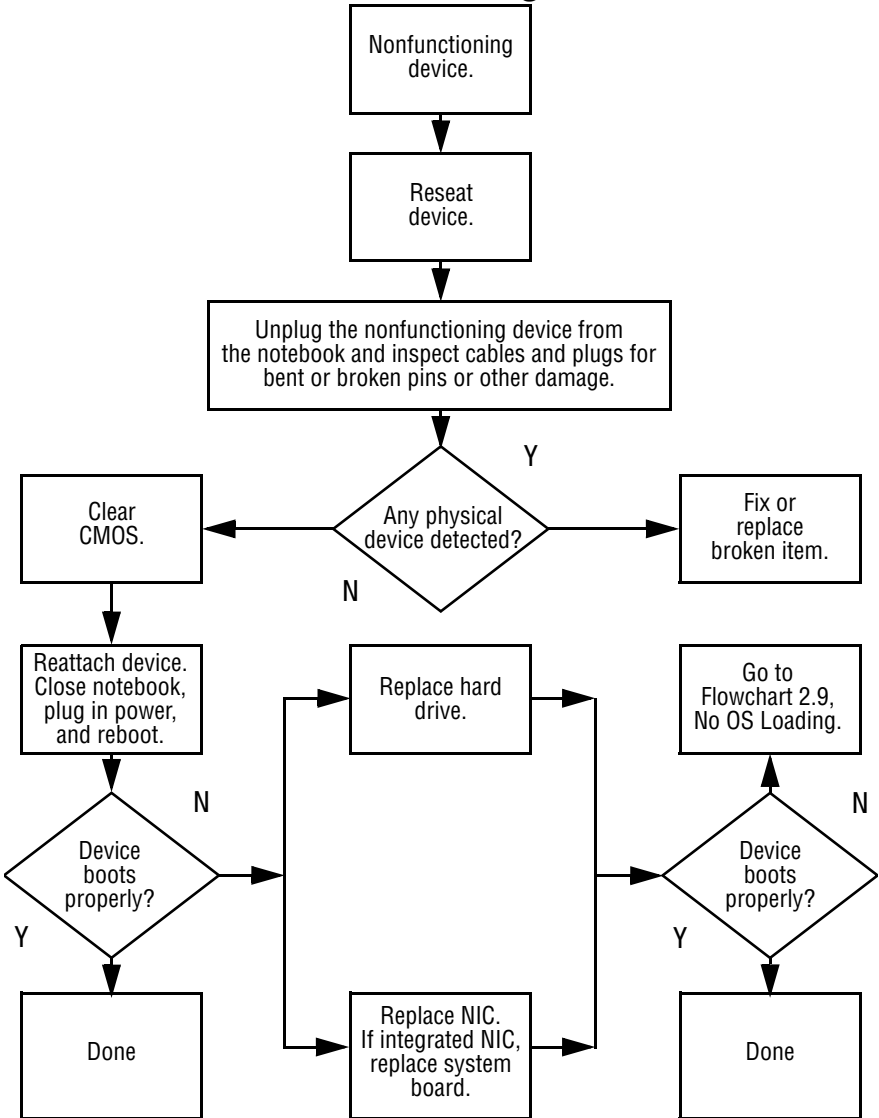 Nonfunctioning
device.
Reseat
device.
Unplug the nonfunctioning device from
the notebook and inspect cables and plugs for
bent or broken pins or other damage.
Y
Any physical
device detected?
N
Clear
CMOS.
Fix or
replace
broken item.
Reattach device.
Close notebook,
plug in power,
and reboot.
Replace hard
drive.
Go to
Flowchart 2.9,
No OS Loading.
N
Device
boots
properly?
Y
N
Device
boots
properly?
Y
Done
Replace NIC.
If integrated NIC,
replace system
board.
Done